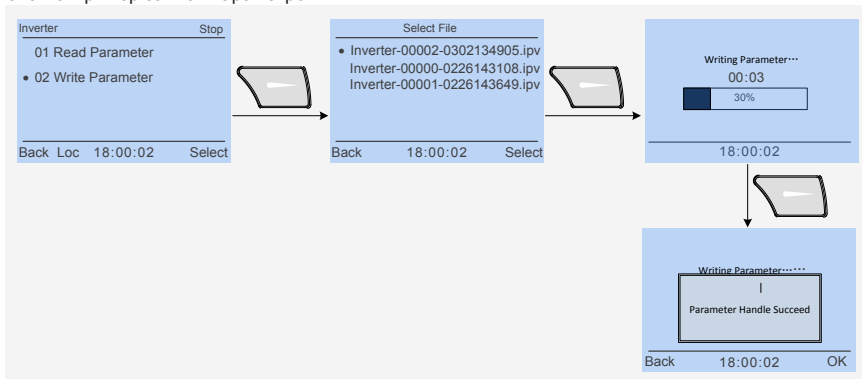 Inverter Stop
01 Read Parameter
• 02 Write Parameter
Back Loc 18:00:02 Select
Select File
• Inverter-00002-0302134905.ipv
Inverter-00000-0226143108.ipv
Inverter-00001-0226143649.ipv
Back 18:00:02 Select
Writing Parameter···
00:03
30%
18:00:02
Writing Parameter······
Parameter Handle Succeed
Back 18:00:02 OK